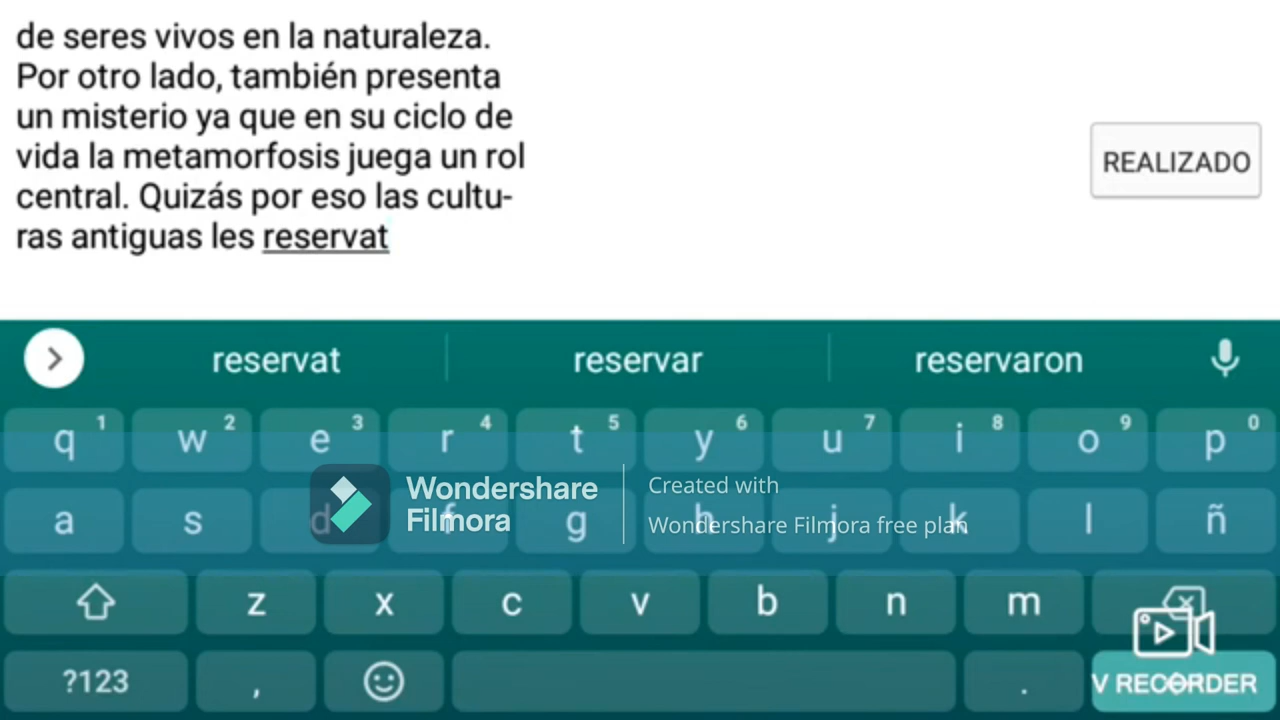 de seres vivos en la naturaleza.
Por otro lado, también presenta
un misterio ya que en su ciclo de
vida la metamorfosis juega un rol
central. Quizás por eso las cultu-
ras antiguas les reservat
REALIZADO
reservat reservar reservaron
q 1 w 2 e 3 r 4 t 5 y 6 u 7 i 8 o 9 p 0
Wondershare
Filmora
Created with
Wondershare Filmora free plan
a s d f g h j k l ñ
z x c v b n m
?123 , .
V RECORDER